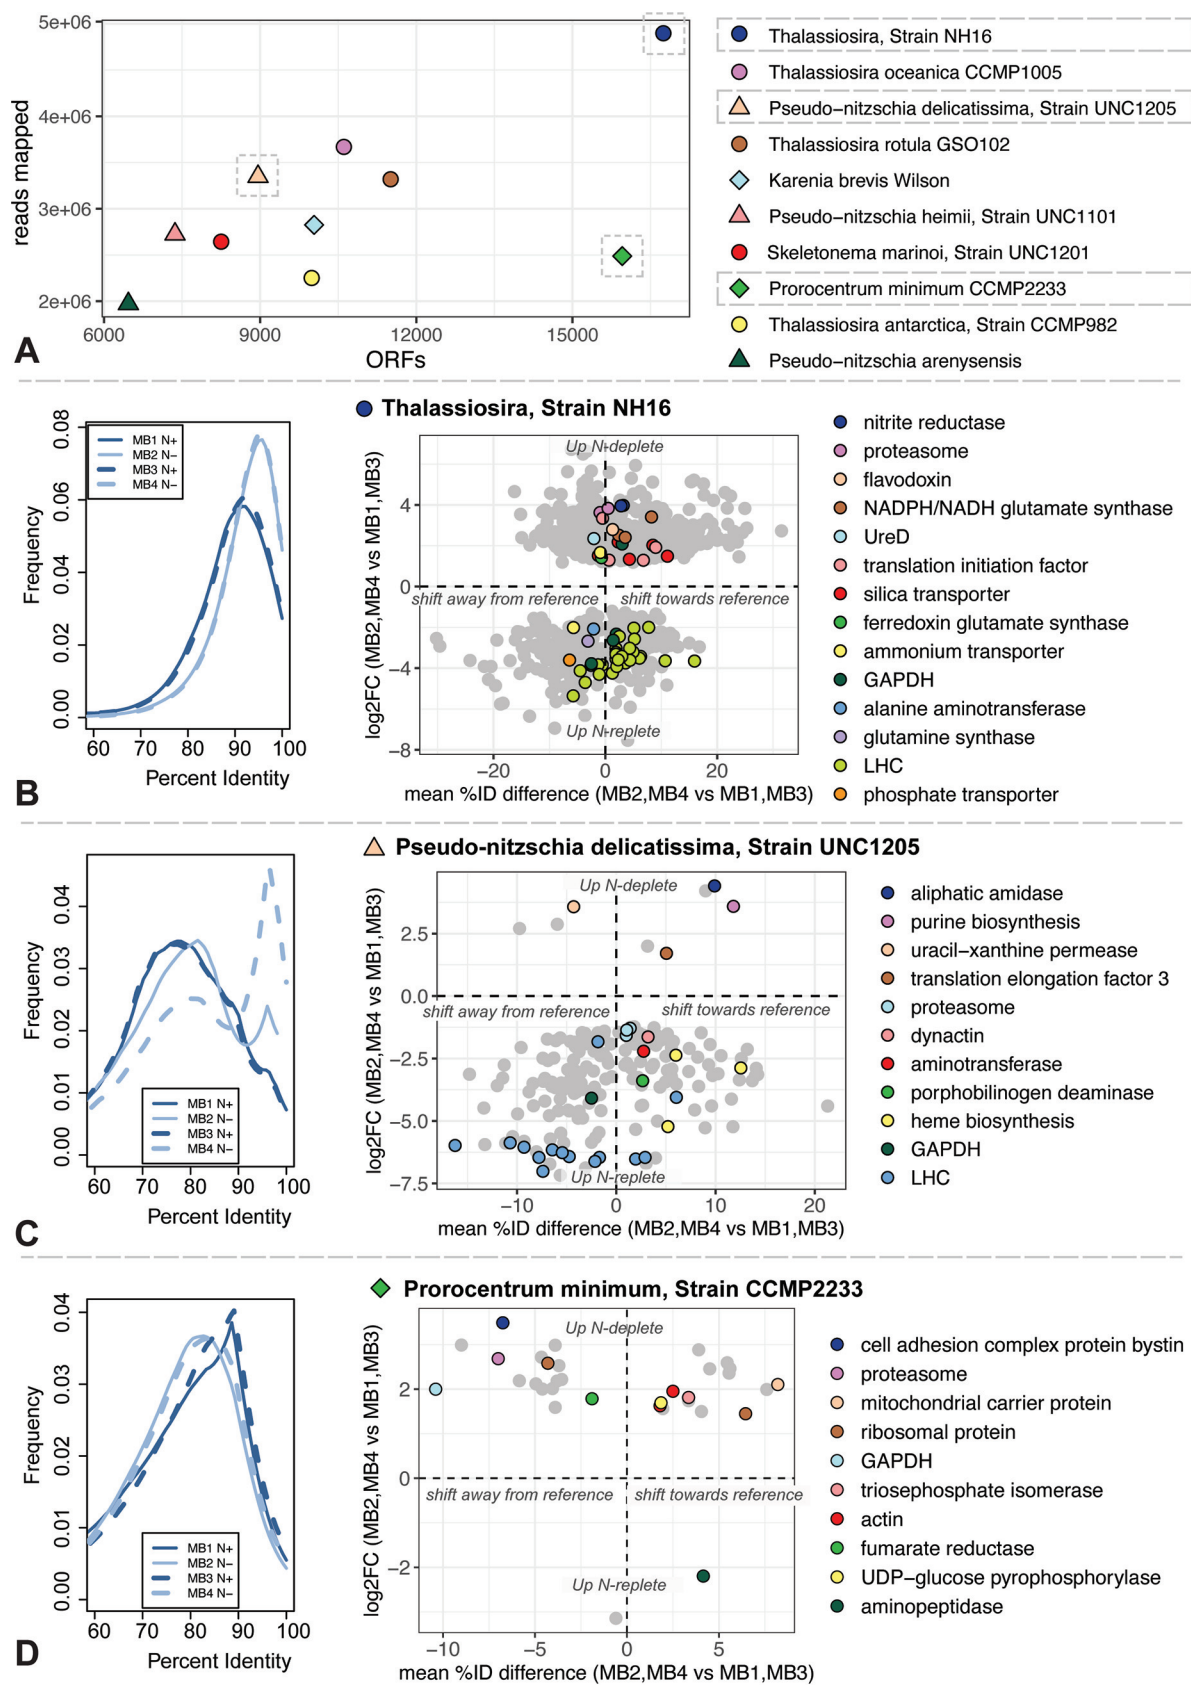 5e+06
4e+06
3e+06
2e+06
reads mapped
6000 9000 12000 15000
ORFs
A
Thalassiosira, Strain NH16
Thalassiosira oceanica CCMP1005
Pseudo-nitzschia delicatissima, Strain UNC1205
Thalassiosira rotula GSO102
Karenia brevis Wilson
Pseudo-nitzschia heimii, Strain UNC1101
Skeletonema marinoi, Strain UNC1201
Prorocentrum minimum CCMP2233
Thalassiosira antarctica, Strain CCMP982
Pseudo-nitzschia arenysensis
Thalassiosira, Strain NH16
0.08
0.06
0.04
0.02
0.00
Frequency
MB1 N+
MB2 N−
MB3 N+
MB4 N−
60 70 80 90 100
Percent Identity
B
log2FC (MB2,MB4 vs MB1,MB3)
4
0
−4
−8
Up N-deplete
shift away from reference
shift towards reference
Up N-replete
−20 0 20
mean %ID difference (MB2,MB4 vs MB1,MB3)
nitrite reductase
proteasome
flavodoxin
NADPH/NADH glutamate synthase
UreD
translation initiation factor
silica transporter
ferredoxin glutamate synthase
ammonium transporter
GAPDH
alanine aminotransferase
glutamine synthase
LHC
phosphate transporter
Pseudo-nitzschia delicatissima, Strain UNC1205
0.04
0.03
0.02
0.01
0.00
Frequency
MB1 N+
MB2 N−
MB3 N+
MB4 N−
60 70 80 90 100
Percent Identity
C
log2FC (MB2,MB4 vs MB1,MB3)
2.5
0.0
−2.5
−5.0
−7.5
Up N-deplete
shift away from reference
shift towards reference
Up N-replete
−10 0 10 20
mean %ID difference (MB2,MB4 vs MB1,MB3)
aliphatic amidase
purine biosynthesis
uracil−xanthine permease
translation elongation factor 3
proteasome
dynactin
aminotransferase
porphobilinogen deaminase
heme biosynthesis
GAPDH
LHC
Prorocentrum minimum, Strain CCMP2233
0.04
0.03
0.02
0.01
0.00
Frequency
MB1 N+
MB2 N−
MB3 N+
MB4 N−
60 70 80 90 100
Percent Identity
D
log2FC (MB2,MB4 vs MB1,MB3)
2
0
−2
Up N-deplete
shift away from reference
shift towards reference
Up N-replete
−10 −5 0 5
mean %ID difference (MB2,MB4 vs MB1,MB3)
cell adhesion complex protein bystin
proteasome
mitochondrial carrier protein
ribosomal protein
GAPDH
triosephosphate isomerase
actin
fumarate reductase
UDP−glucose pyrophosphorylase
aminopeptidase